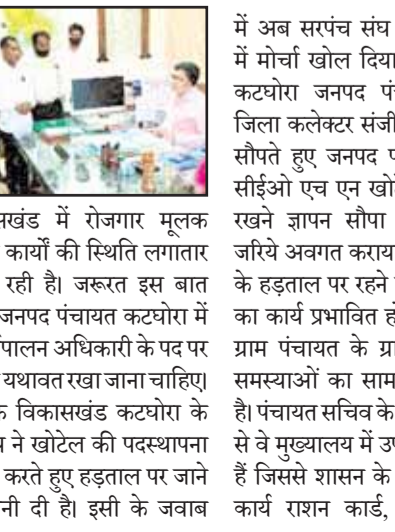 सखंड में रोजगार मूलक
कार्यों की स्थिति लगातार
रही है। जरूरत इस बात
जनपद पंचायत कटघोरा में
पालन अधिकारी के पद पर
यथावत रखा जाना चाहिए।
विकासखंड कटघोरा के
ने खोटेल की पदस्थापना
करते हुए हड़ताल पर जाने
नी दी है। इसी के जवाब
में अब सरपंच संघ
में मोर्चा खोल दिया
कटघोरा जनपद पं
जिला कलेक्टर संजी
सौपते हुए जनपद प
सीईओ एच एन खो
रखने ज्ञापन सौपा
जरिये अवगत कराय
के हड़ताल पर रहने
का कार्य प्रभावित ह
ग्राम पंचायत के ग्रा
समस्याओं का साम
है। पंचायत सचिव के
से वे मुख्यालय में उप
हैं जिससे शासन के
कार्य राशन कार्ड,